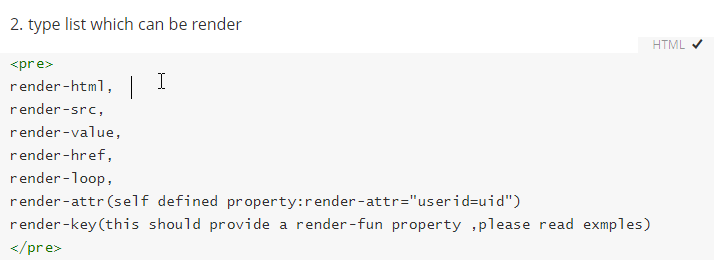 2. type list which can be render
HTML ✔
<pre>
render-html,
render-src,
render-value,
render-href,
render-loop,
render-attr(self defined property:render-attr="userid=uid")
render-key(this should provide a render-fun property ,please read exmples)
</pre>